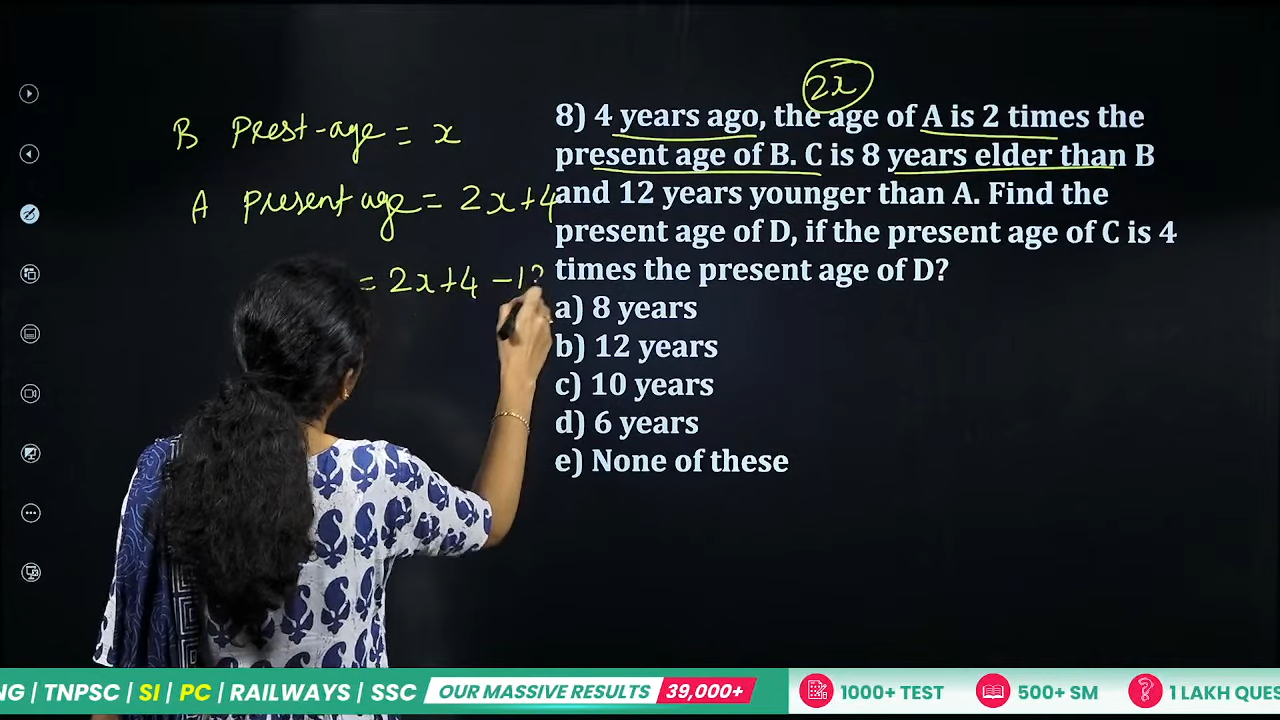 2x
B Prest-age = x
A Present age = 2x+4
= 2x+4 -12
8) 4 years ago, the age of A is 2 times the
present age of B. C is 8 years elder than B
and 12 years younger than A. Find the
present age of D, if the present age of C is 4
times the present age of D?
a) 8 years
b) 12 years
c) 10 years
d) 6 years
e) None of these
NG | TNPSC | SI | PC | RAILWAYS | SSC OUR MASSIVE RESULTS 39,000+ 1000+ TEST 500+ SM 1 LAKH QUES